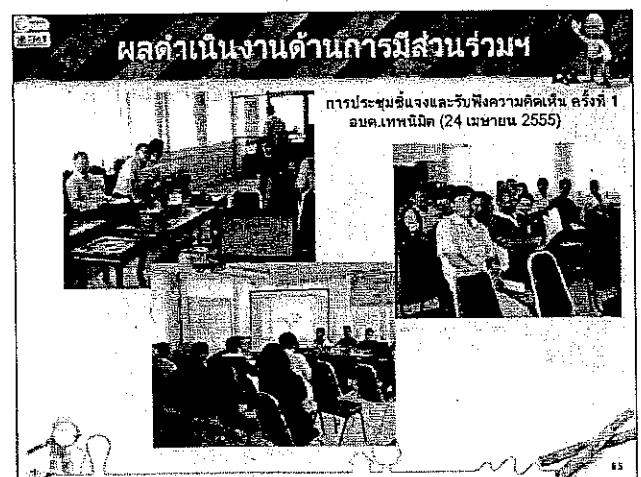 ผลดำเนินงานด้านการมีส่วนร่วมฯ
การประชุมชี้แจงและรับฟังความคิดเห็น ครั้งที่ 1
อบต.เทพนิมิต (24 เมษายน 2555)
65